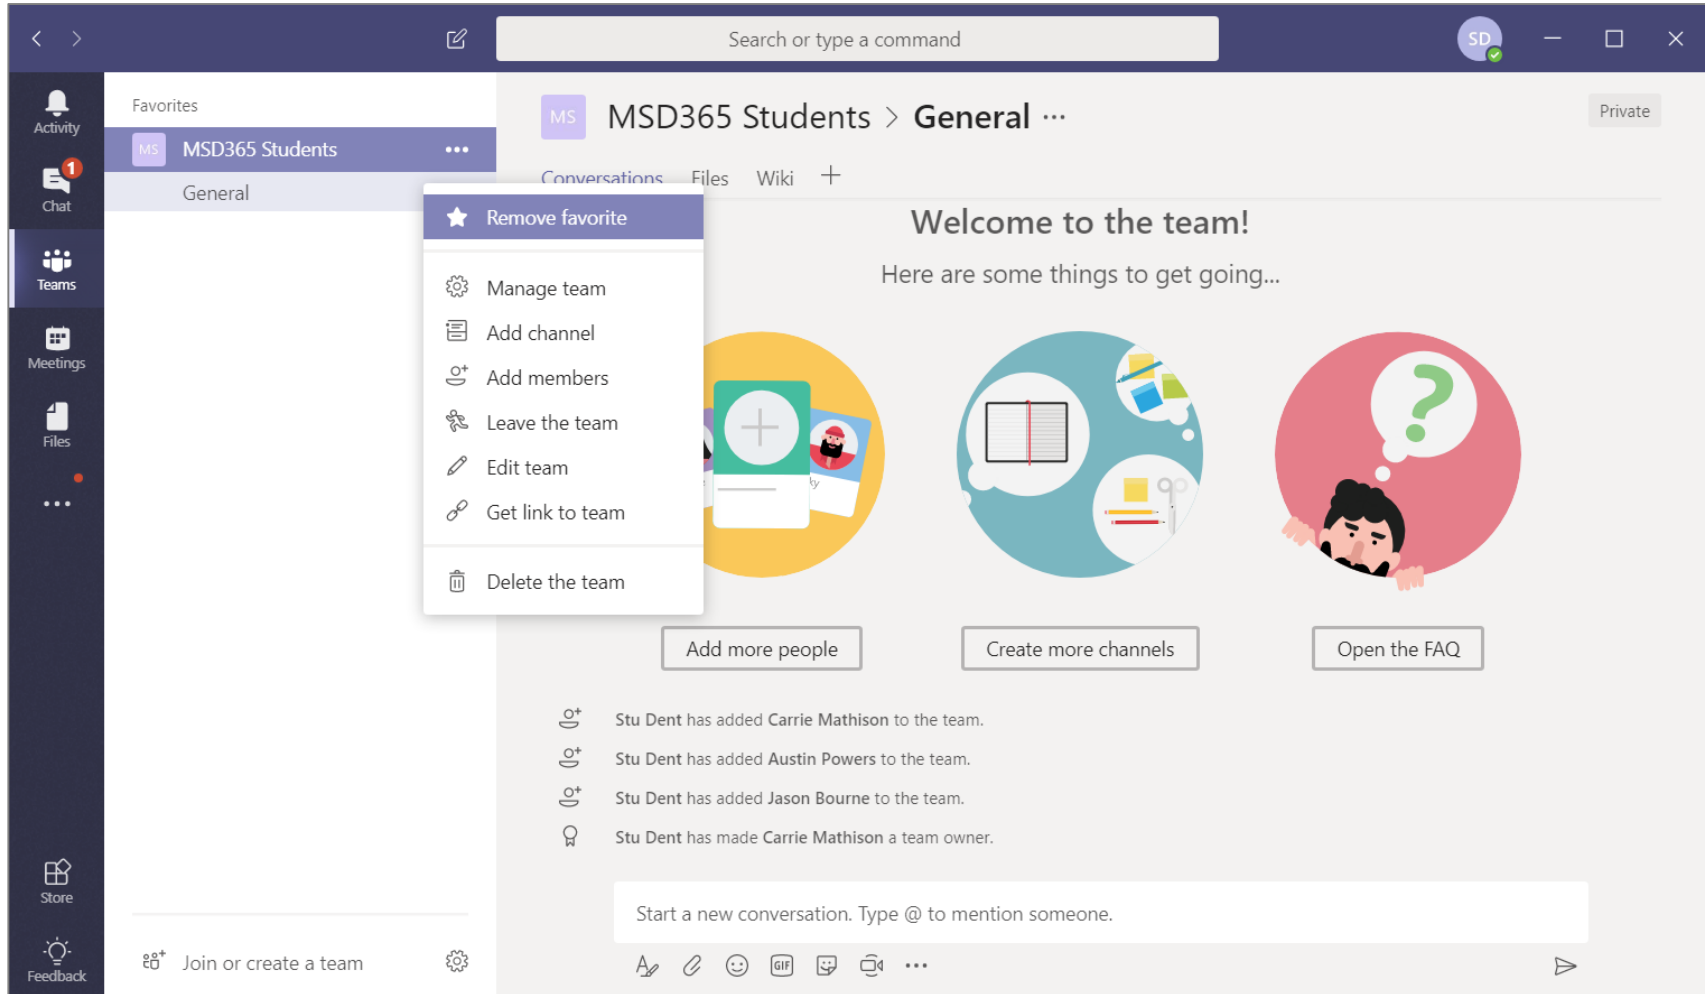 Search or type a command
SD
Activity
1
Chat
Teams
Meetings
Files
Store
Feedback
Favorites
MS MSD365 Students
General
Join or create a team
Remove favorite
Manage team
Add channel
Add members
Leave the team
Edit team
Get link to team
Delete the team
MS MSD365 Students > General ...
Private
Conversations Files Wiki +
Welcome to the team!
Here are some things to get going...
ky
?
Add more people
Create more channels
Open the FAQ
Stu Dent has added Carrie Mathison to the team.
Stu Dent has added Austin Powers to the team.
Stu Dent has added Jason Bourne to the team.
Stu Dent has made Carrie Mathison a team owner.
Start a new conversation. Type @ to mention someone.
GIF